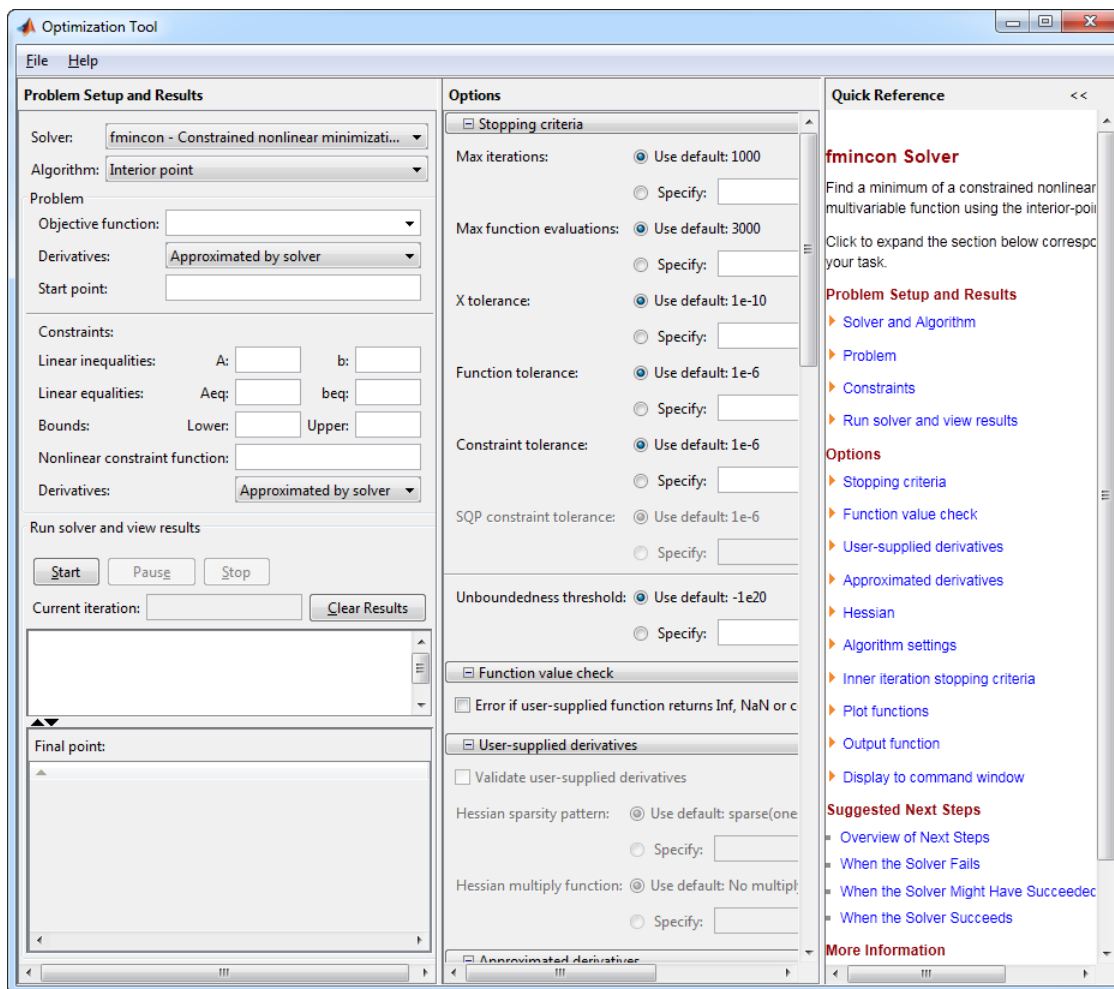 Optimization Tool
File Help
Problem Setup and Results
Solver: fmincon - Constrained nonlinear minimizati...
Algorithm: Interior point
Problem
Objective function:
Derivatives: Approximated by solver
Start point:
Constraints:
Linear inequalities: A: b:
Linear equalities: Aeq: beq:
Bounds: Lower: Upper:
Nonlinear constraint function:
Derivatives: Approximated by solver
Run solver and view results
Start Pause Stop
Current iteration: Clear Results
Final point:
Options
Stopping criteria
Max iterations: Use default: 1000
Specify:
Max function evaluations: Use default: 3000
Specify:
X tolerance: Use default: 1e-10
Specify:
Function tolerance: Use default: 1e-6
Specify:
Constraint tolerance: Use default: 1e-6
Specify:
SQP constraint tolerance: Use default: 1e-6
Specify:
Unboundedness threshold: Use default: -1e20
Specify:
Function value check
Error if user-supplied function returns Inf, NaN or c
User-supplied derivatives
Validate user-supplied derivatives
Hessian sparsity pattern: Use default: sparse(one
Specify:
Hessian multiply function: Use default: No multiply
Specify:
Approximated derivatives
Quick Reference <<
fmincon Solver
Find a minimum of a constrained nonlinear
multivariable function using the interior-poi
Click to expand the section below correspo
your task.
Problem Setup and Results
Solver and Algorithm
Problem
Constraints
Run solver and view results
Options
Stopping criteria
Function value check
User-supplied derivatives
Approximated derivatives
Hessian
Algorithm settings
Inner iteration stopping criteria
Plot functions
Output function
Display to command window
Suggested Next Steps
Overview of Next Steps
When the Solver Fails
When the Solver Might Have Succeeded
When the Solver Succeeds
More Information